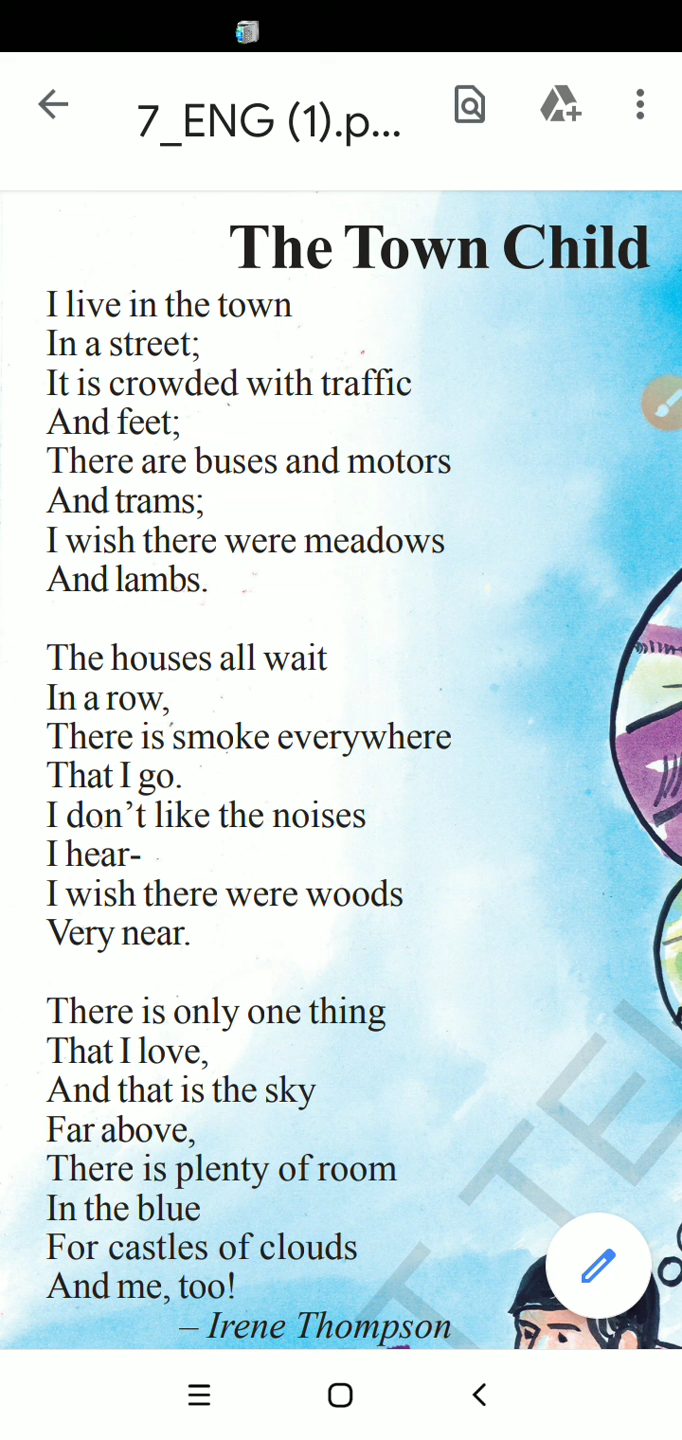 7_ENG (1).p...
The Town Child
I live in the town
In a street;
It is crowded with traffic
And feet;
There are buses and motors
And trams;
I wish there were meadows
And lambs.
The houses all wait
In a row,
There is smoke everywhere
That I go.
I don't like the noises
I hear-
I wish there were woods
Very near.
There is only one thing
That I love,
And that is the sky
Far above,
There is plenty of room
In the blue
For castles of clouds
And me, too!
– Irene Thompson